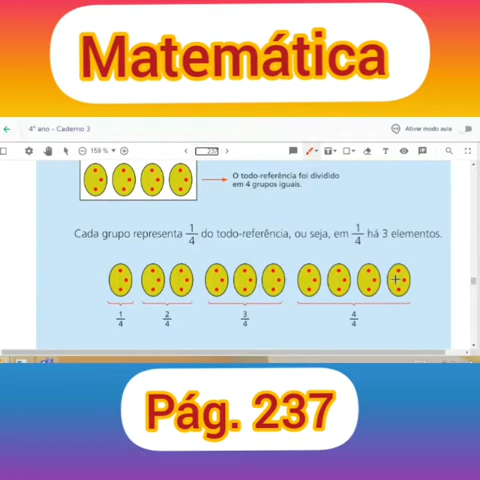 Matemática
4° ano - Caderno 3
159 %
Ativar modo aula
O todo-referência foi dividido
em 4 grupos iguais.
Cada grupo representa 1/4 do todo-referência, ou seja, em 1/4 há 3 elementos.
1/4 2/4 3/4 4/4
Pág. 237